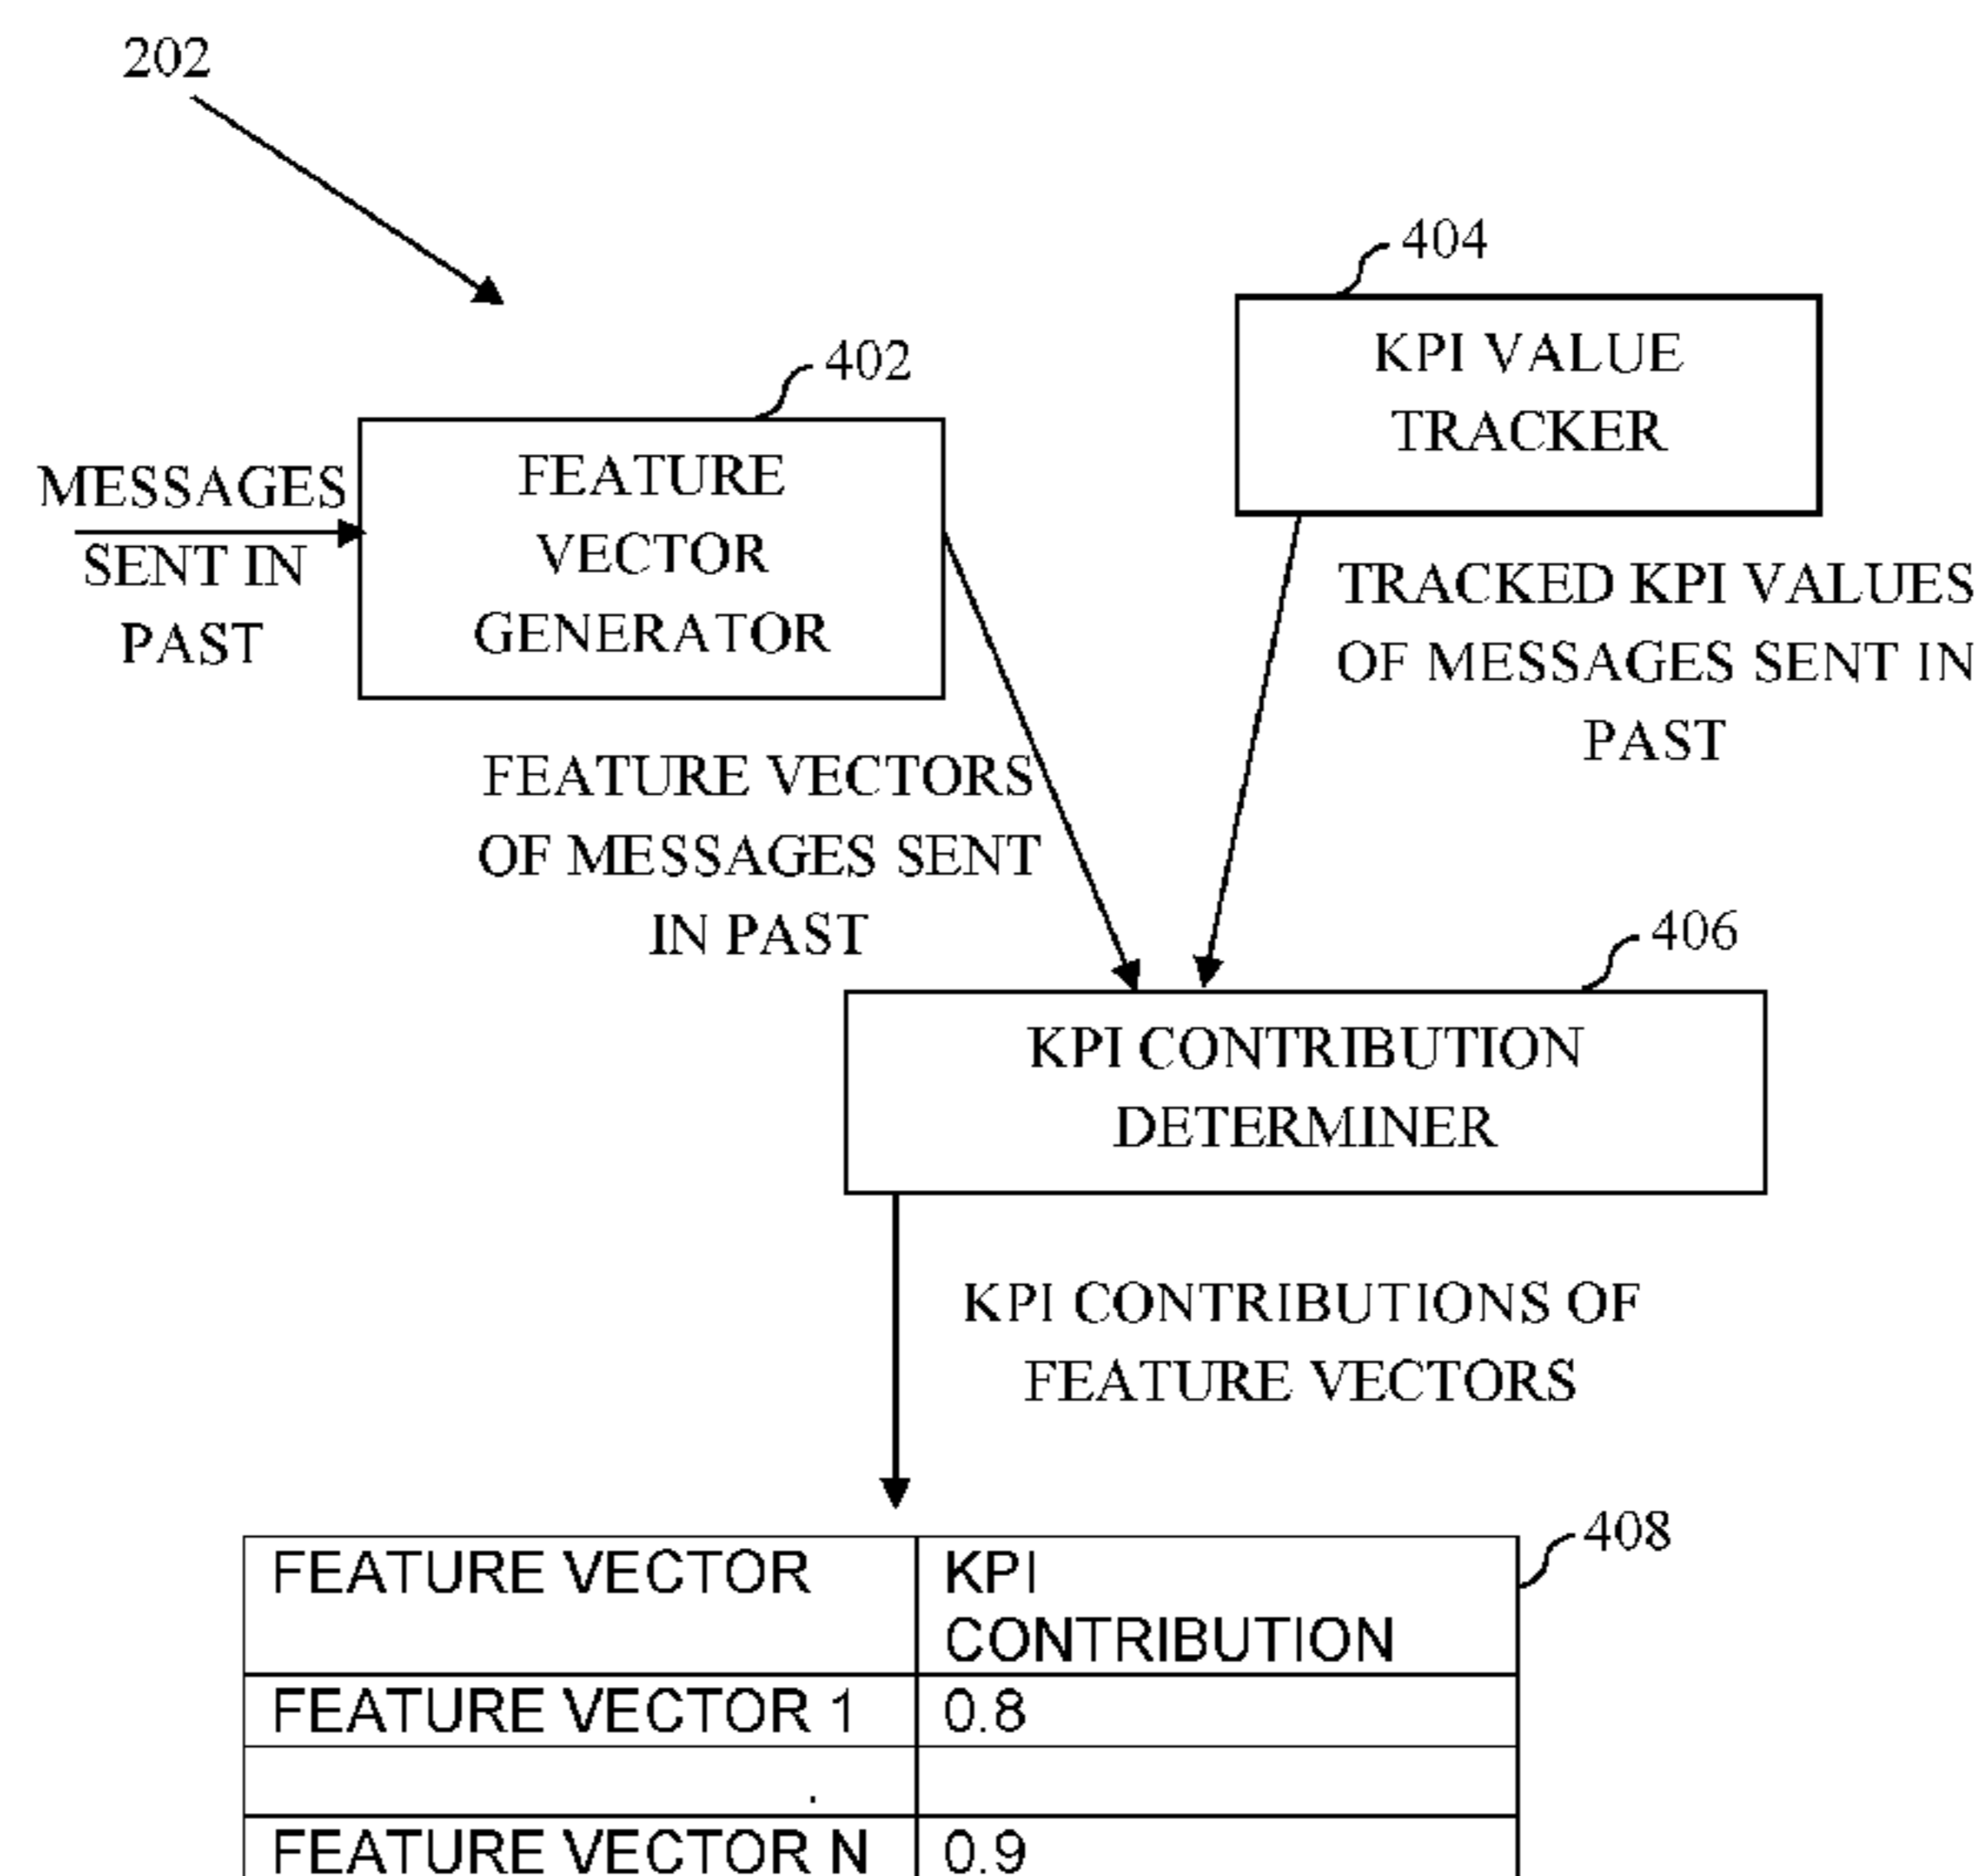 202
404
KPI VALUE
TRACKER
402
FEATURE
VECTOR
GENERATOR
MESSAGES
SENT IN
PAST
TRACKED KPI VALUES
OF MESSAGES SENT IN
PAST
FEATURE VECTORS
OF MESSAGES SENT
IN PAST
406
KPI CONTRIBUTION
DETERMINER
KPI CONTRIBUTIONS OF
FEATURE VECTORS
408
FEATURE VECTOR
KPI
CONTRIBUTION
FEATURE VECTOR 1
0.8
.
FEATURE VECTOR N
0.9